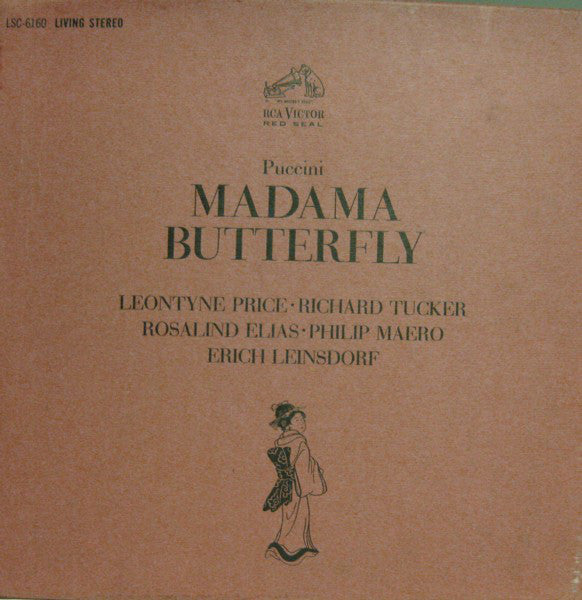 LSC-6160 LIVING STEREO
RCA VICTOR
RED SEAL
Puccini
MADAMA
BUTTERFLY
LEONTYNE PRICE · RICHARD TUCKER
ROSALIND ELIAS · PHILIP MAERO
ERICH LEINSDORF